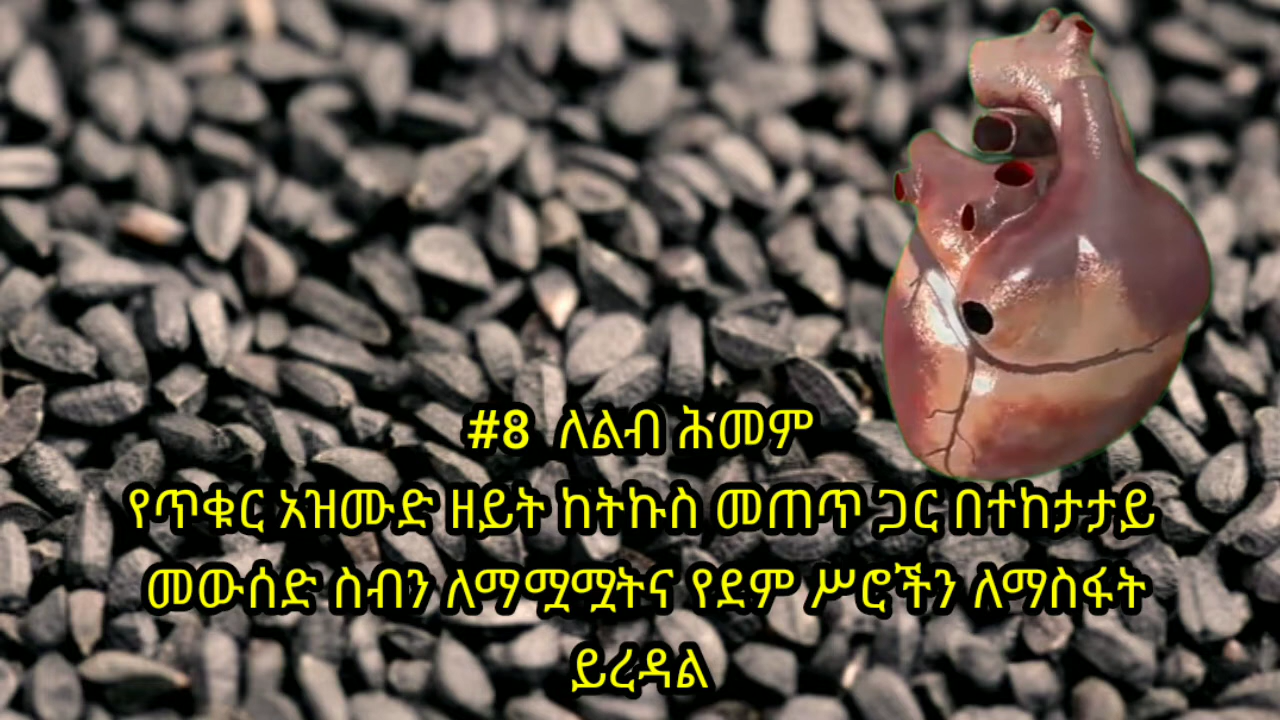 #8 ለልብ ሕመም
የጥቁር አዝሙድ ዘይት ከትኩስ መጠጥ ጋር በተከታታይ
መውሰድ ስብን ለማሟሟትና የደም ሥሮችን ለማስፋት
ይረዳል